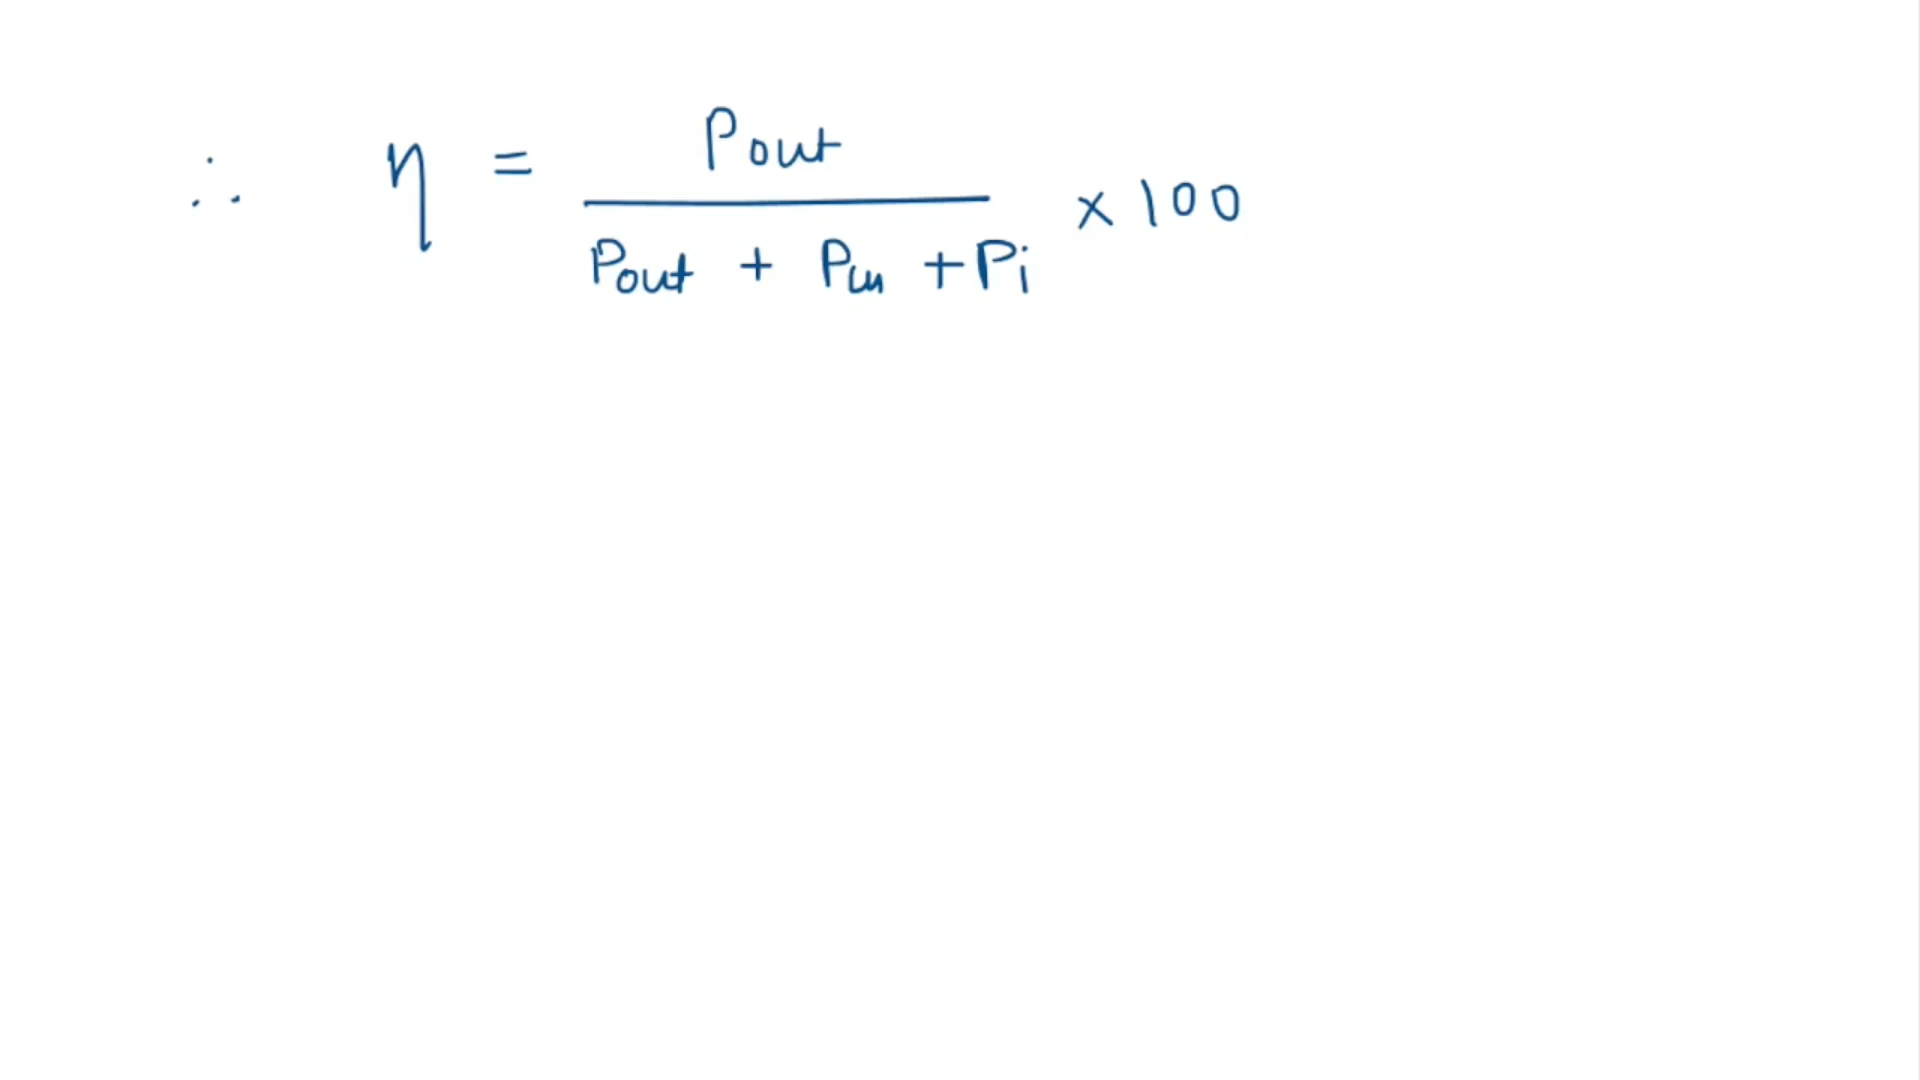 ∴ η = Pout / (Pout + Pcu + Pi) × 100